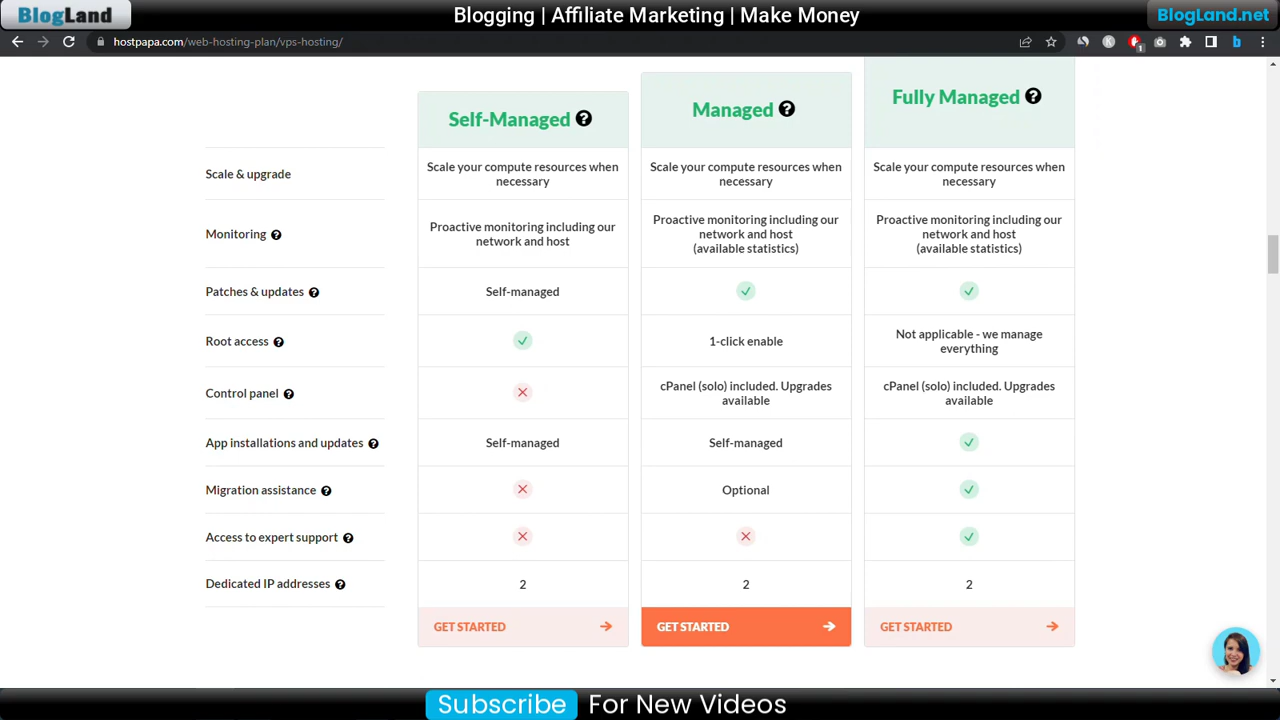 BlogLand
Blogging | Affiliate Marketing | Make Money
BlogLand.net
hostpapa.com/web-hosting-plan/vps-hosting/
1
b
Self-Managed ?
Managed ?
Fully Managed ?
Scale & upgrade
Scale your compute resources when
necessary
Scale your compute resources when
necessary
Scale your compute resources when
necessary
Monitoring ?
Proactive monitoring including our
network and host
Proactive monitoring including our
network and host
(available statistics)
Proactive monitoring including our
network and host
(available statistics)
Patches & updates ?
Self-managed
Root access ?
1-click enable
Not applicable - we manage
everything
Control panel ?
cPanel (solo) included. Upgrades
available
cPanel (solo) included. Upgrades
available
App installations and updates ?
Self-managed
Self-managed
Migration assistance ?
Optional
Access to expert support ?
Dedicated IP addresses ?
2
2
2
GET STARTED
GET STARTED
GET STARTED
Subscribe For New Videos